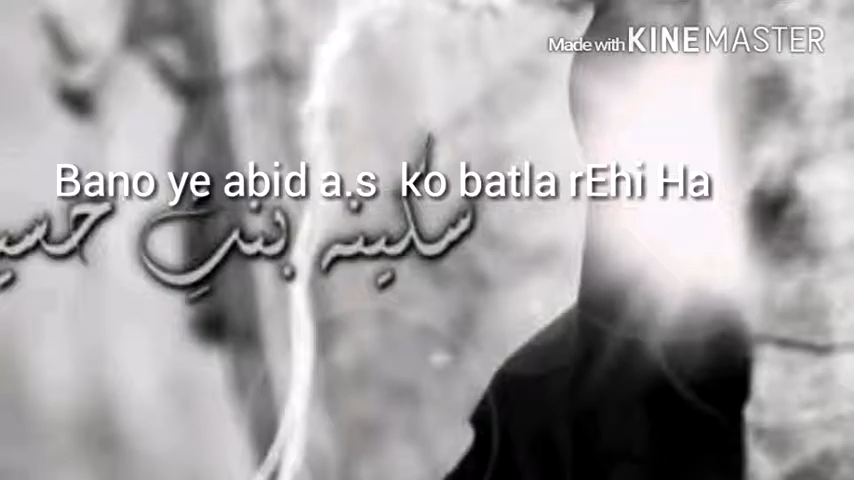 Made with KINEMASTER
Bano ye abid a.s ko batla rEhi Ha
سکینہ بنت